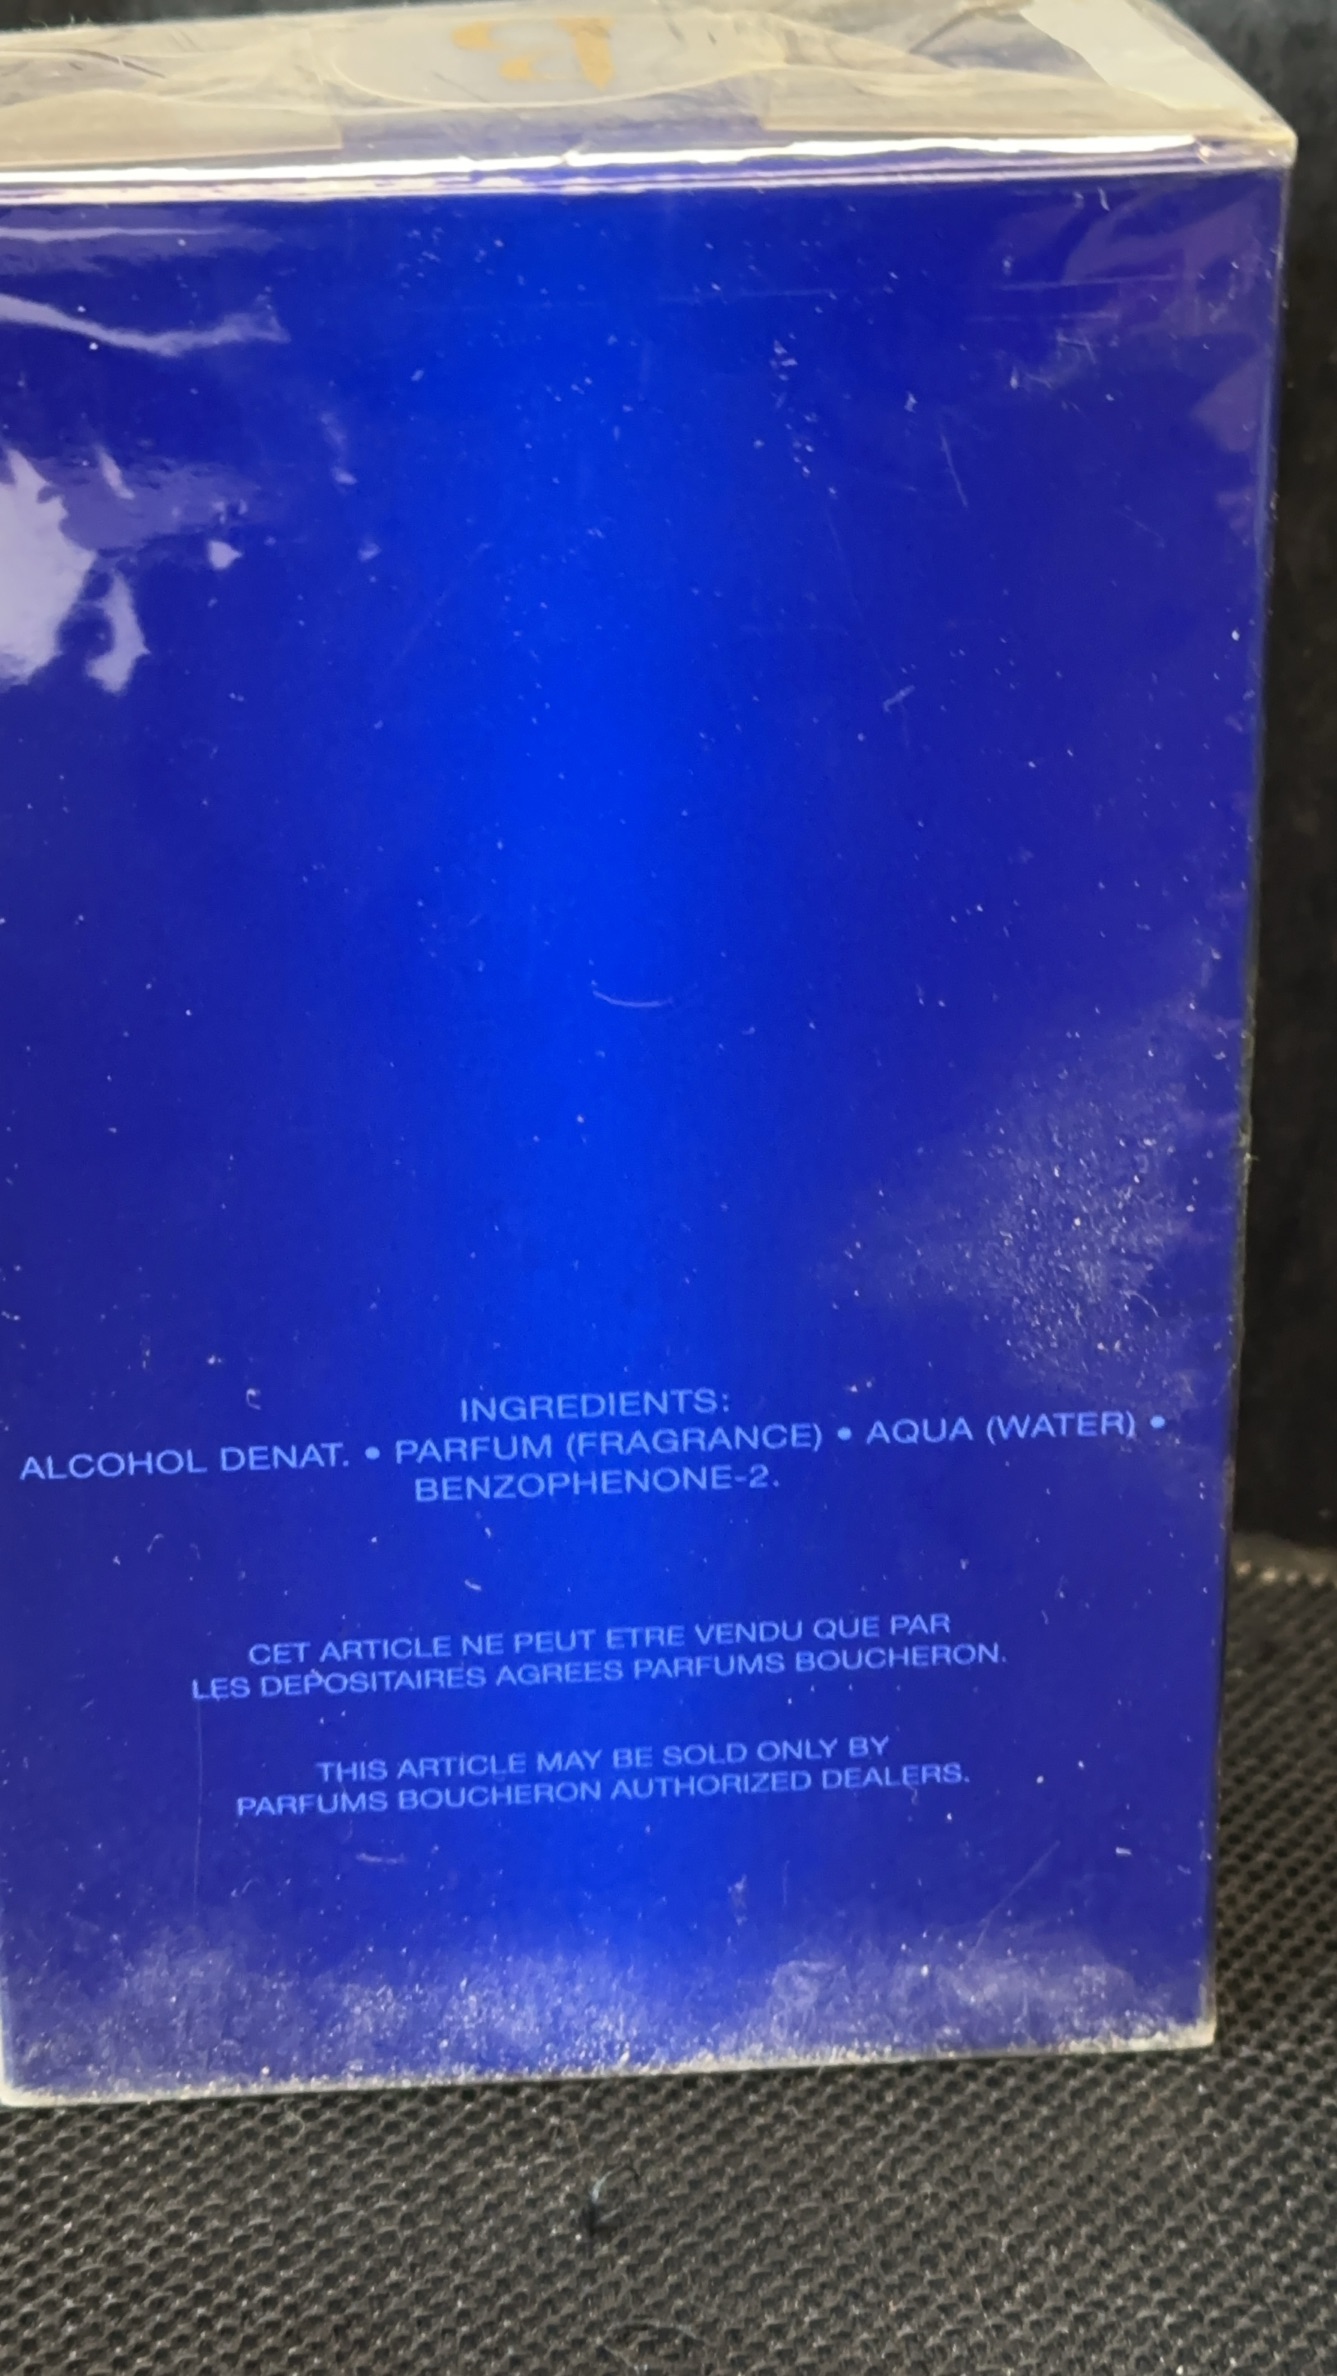 B
INGREDIENTS:
ALCOHOL DENAT. • PARFUM (FRAGRANCE) • AQUA (WATER) •
BENZOPHENONE-2.
CET ARTICLE NE PEUT ETRE VENDU QUE PAR
LES DEPOSITAIRES AGREES PARFUMS BOUCHERON.
THIS ARTICLE MAY BE SOLD ONLY BY
PARFUMS BOUCHERON AUTHORIZED DEALERS.